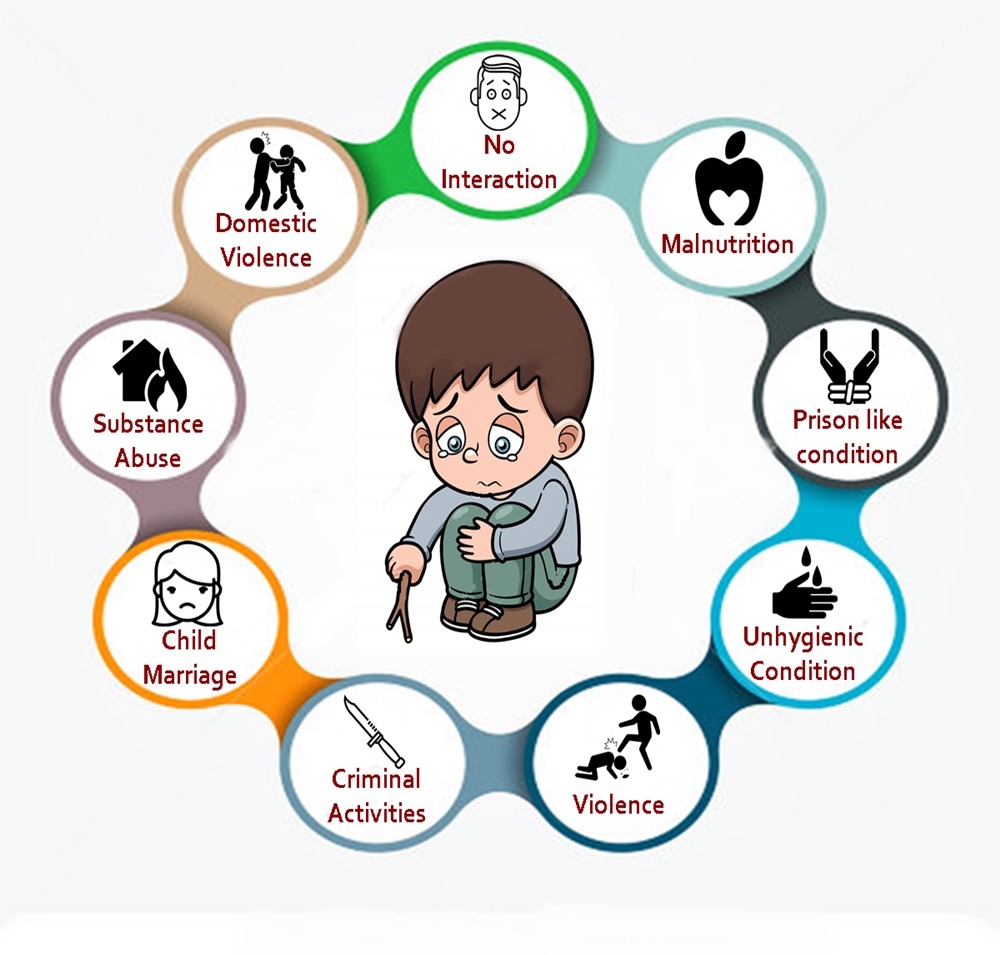 No
Interaction
Malnutrition
Prison like
condition
Unhygienic
Condition
Violence
Criminal
Activities
Child
Marriage
Substance
Abuse
Domestic
Violence